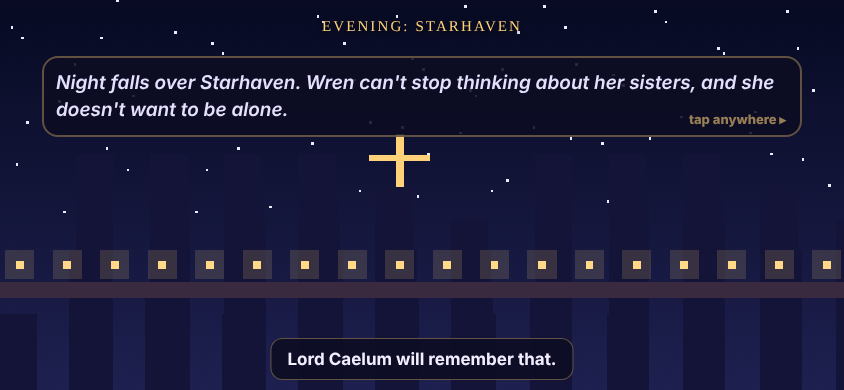 EVENING: STARHAVEN
Night falls over Starhaven. Wren can't stop thinking about her sisters, and she
doesn't want to be alone.
tap anywhere ▸
Lord Caelum will remember that.